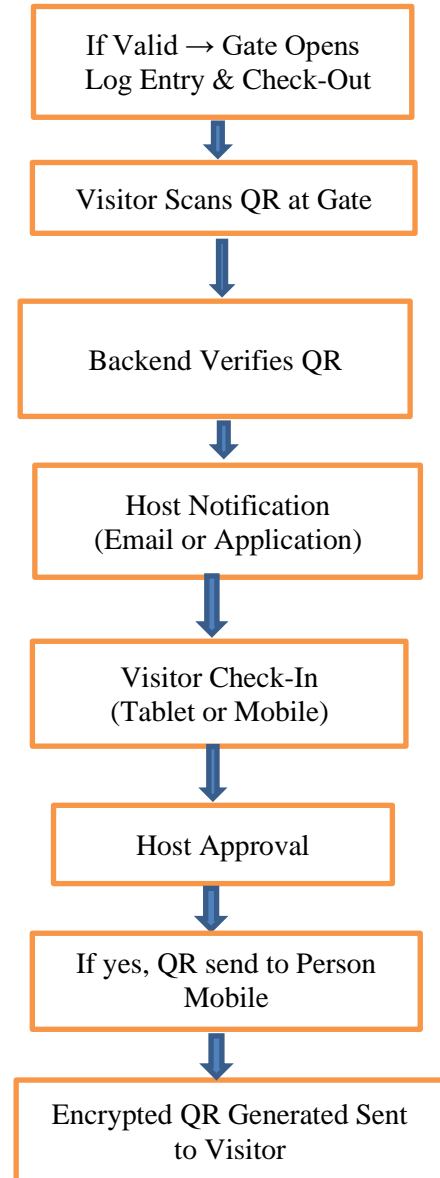 If Valid → Gate Opens
Log Entry & Check-Out
Visitor Scans QR at Gate
Backend Verifies QR
Host Notification
(Email or Application)
Visitor Check-In
(Tablet or Mobile)
Host Approval
If yes, QR send to Person
Mobile
Encrypted QR Generated Sent
to Visitor